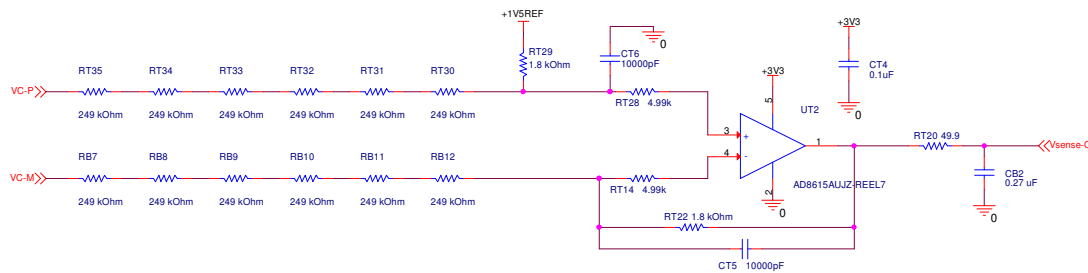 +1V5REF
+3V3
RT29
1.8 kOhm
CT6
10000pF
0
CT4
0.1uF
0
RT35
RT34
RT33
RT32
RT31
RT30
+3V3
VC-P
249 kOhm
249 kOhm
249 kOhm
249 kOhm
249 kOhm
249 kOhm
RT28 4.99k
5
UT2
3
+
1
RT20 49.9
Vsense-C
RB7
RB8
RB9
RB10
RB11
RB12
4
-
VC-M
249 kOhm
249 kOhm
249 kOhm
249 kOhm
249 kOhm
249 kOhm
RT14 4.99k
2
AD8615AUJZ-REEL7
0
CB2
0.27 uF
0
RT22 1.8 kOhm
CT5 10000pF